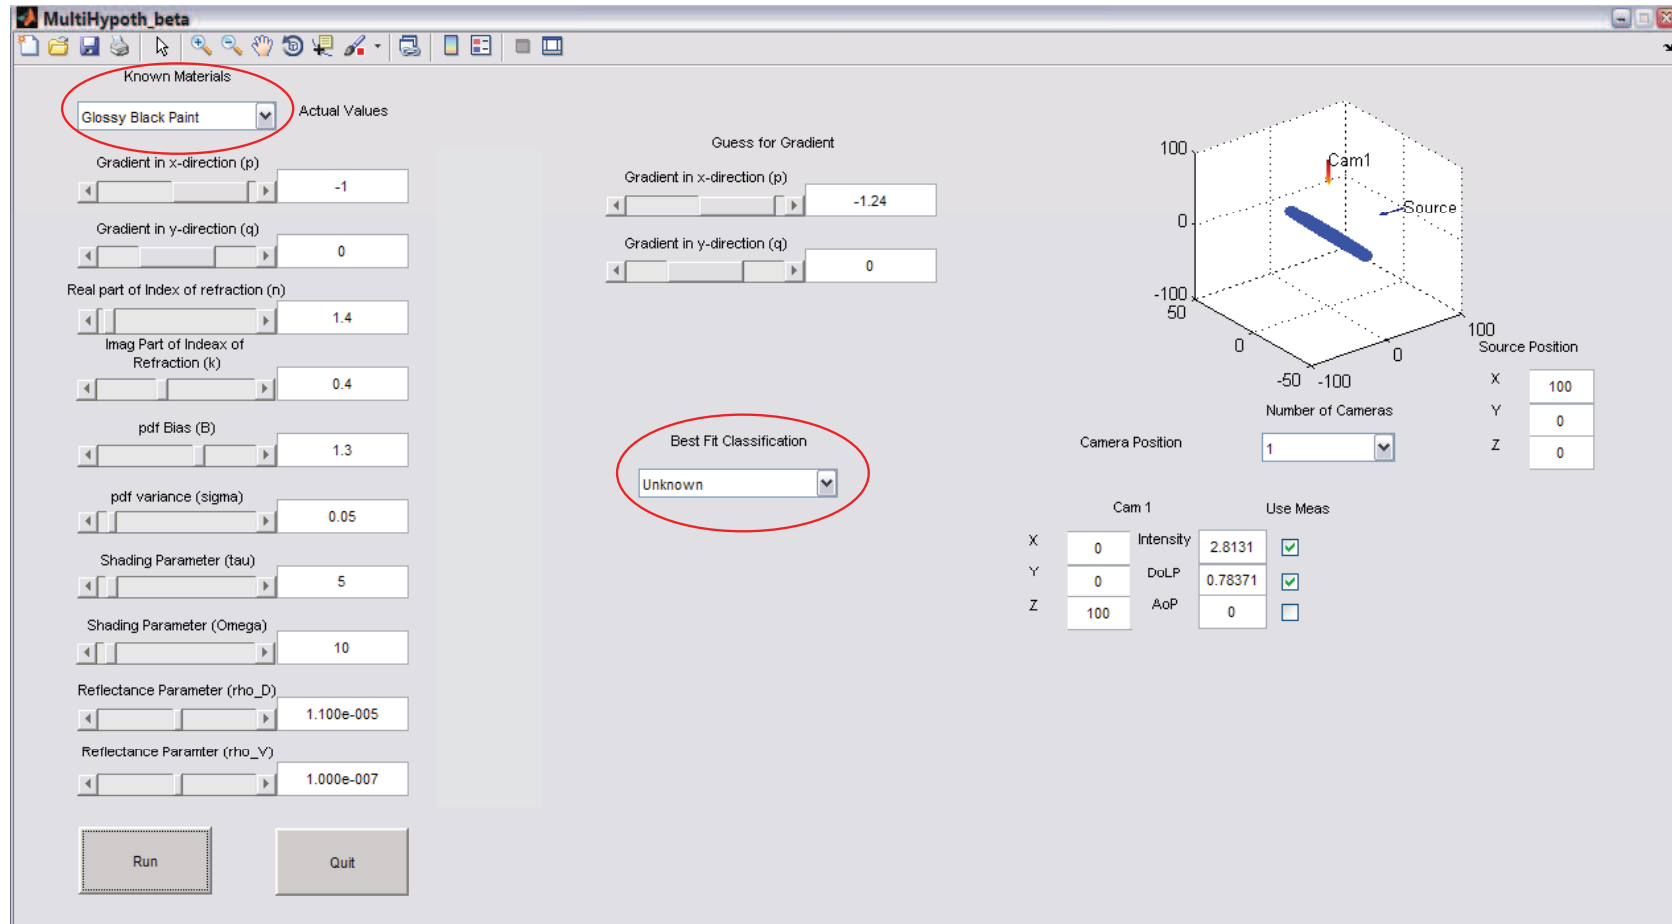 MultiHypoth_beta
Known Materials
Glossy Black Paint
Actual Values
Gradient in x-direction (p)
-1
Gradient in y-direction (q)
0
Real part of Index of refraction (n)
1.4
Imag Part of Indeax of
Refraction (k)
0.4
pdf Bias (B)
1.3
pdf variance (sigma)
0.05
Shading Parameter (tau)
5
Shading Parameter (Omega)
10
Reflectance Parameter (rho_D)
1.100e-005
Reflectance Paramter (rho_V)
1.000e-007
Run
Quit
Guess for Gradient
Gradient in x-direction (p)
-1.24
Gradient in y-direction (q)
0
Best Fit Classification
Unknown
100
0
-100
50
0
-50
-100
0
100
Cam1
Source
Source Position
X
100
Y
0
Z
0
Number of Cameras
1
Camera Position
Cam 1
Use Meas
X
0
Intensity
2.8131
Y
0
DoLP
0.78371
Z
100
AoP
0